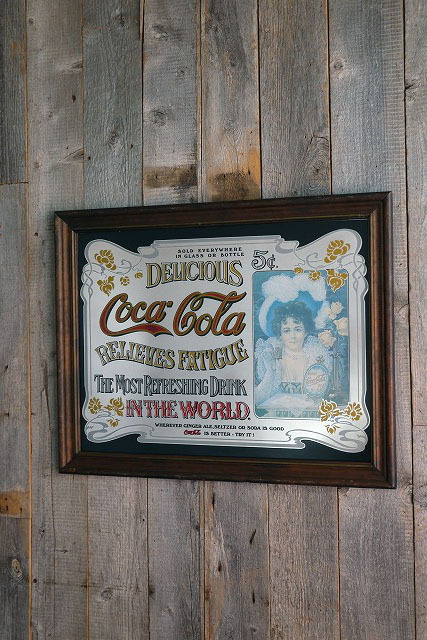 SOLD EVERYWHERE
IN GLASS OR BOTTLE
5¢.
DELICIOUS
Coca-Cola
RELIEVES FATIGUE
THE MOST REFRESHING DRINK
IN THE WORLD
WHEREVER GINGER ALE, SELTZER OR SODA IS GOOD
Coca-Cola IS BETTER - TRY IT!